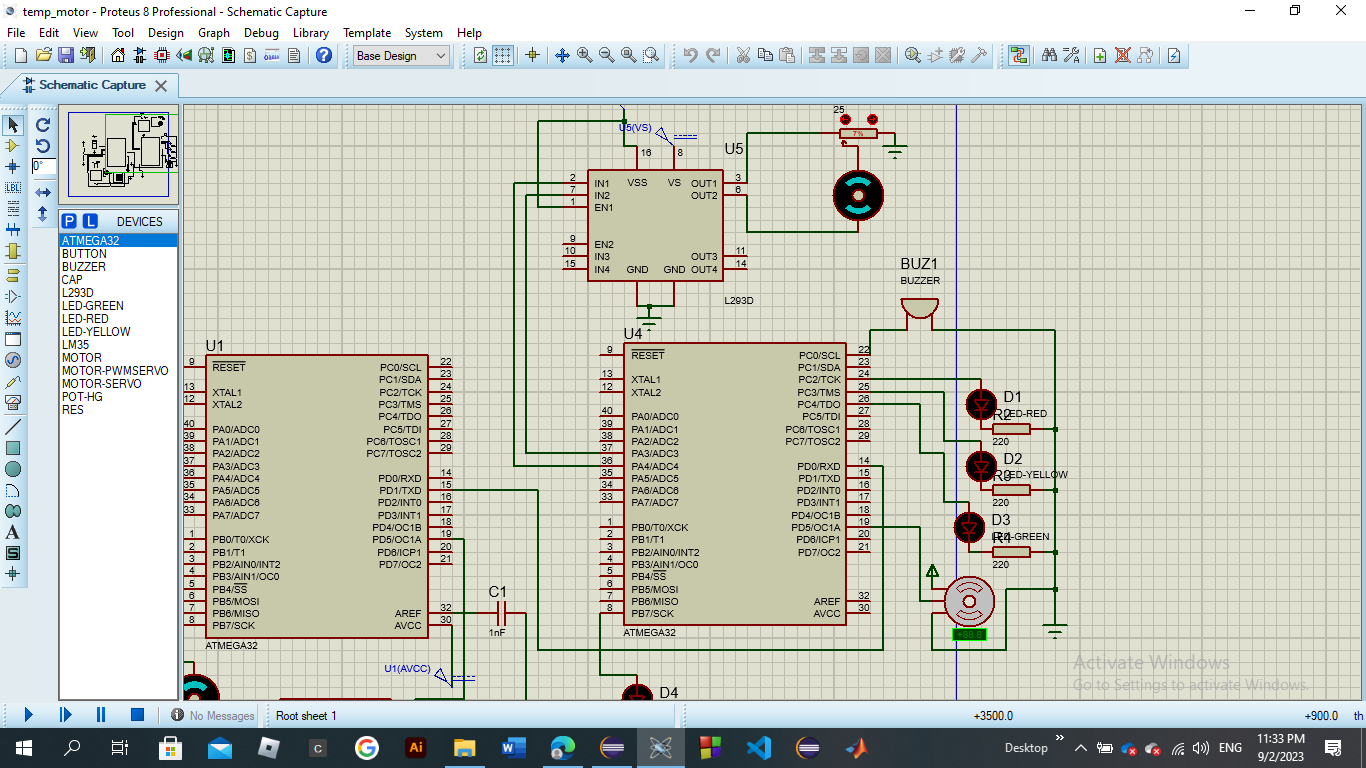 temp_motor - Proteus 8 Professional - Schematic Capture
File Edit View Tool Design Graph Debug Library Template System Help
Base Design
Schematic Capture
0°
P L DEVICES
ATMEGA32
BUTTON
BUZZER
CAP
L293D
LED-GREEN
LED-RED
LED-YELLOW
LM35
MOTOR
MOTOR-PWMSERVO
MOTOR-SERVO
POT-HG
RES
LBL
A
S
25
7%
U5(VS)
16 8 U5
2 IN1 VSS VS OUT1 3
7 IN2 OUT2 6
1 EN1
9 EN2
10 IN3 OUT3 11
15 IN4 GND GND OUT4 14
L293D
BUZ1
BUZZER
U1
9 RESET PC0/SCL 22
PC1/SDA 23
13 XTAL1 PC2/TCK 24
12 XTAL2 PC3/TMS 25
PC4/TDO 26
40 PA0/ADC0 PC5/TDI 27
39 PA1/ADC1 PC6/TOSC1 28
38 PA2/ADC2 PC7/TOSC2 29
37 PA3/ADC3
36 PA4/ADC4 PD0/RXD 14
35 PA5/ADC5 PD1/TXD 15
34 PA6/ADC6 PD2/INT0 16
33 PA7/ADC7 PD3/INT1 17
PD4/OC1B 18
1 PB0/T0/XCK PD5/OC1A 19
2 PB1/T1 PD6/ICP1 20
3 PB2/AIN0/INT2 PD7/OC2 21
4 PB3/AIN1/OC0
5 PB4/SS
6 PB5/MOSI
7 PB6/MISO AREF 32
8 PB7/SCK AVCC 30
ATMEGA32
C1
1nF
U1(AVCC)
U4
9 RESET PC0/SCL 22
PC1/SDA 23
13 XTAL1 PC2/TCK 24
12 XTAL2 PC3/TMS 25
PC4/TDO 26
40 PA0/ADC0 PC5/TDI 27
39 PA1/ADC1 PC6/TOSC1 28
38 PA2/ADC2 PC7/TOSC2 29
37 PA3/ADC3
36 PA4/ADC4 PD0/RXD 14
35 PA5/ADC5 PD1/TXD 15
34 PA6/ADC6 PD2/INT0 16
33 PA7/ADC7 PD3/INT1 17
PD4/OC1B 18
1 PB0/T0/XCK PD5/OC1A 19
2 PB1/T1 PD6/ICP1 20
3 PB2/AIN0/INT2 PD7/OC2 21
4 PB3/AIN1/OC0
5 PB4/SS
6 PB5/MOSI
7 PB6/MISO AREF 32
8 PB7/SCK AVCC 30
ATMEGA32
D4
D1
R2 LED-RED
220
D2
R3 LED-YELLOW
220
D3
R4 LED-GREEN
220
Activate Windows
Go to Settings to activate Windows.
No Messages Root sheet 1 +3500.0 +900.0 th
C Ai Desktop ENG 11:33 PM
9/2/2023